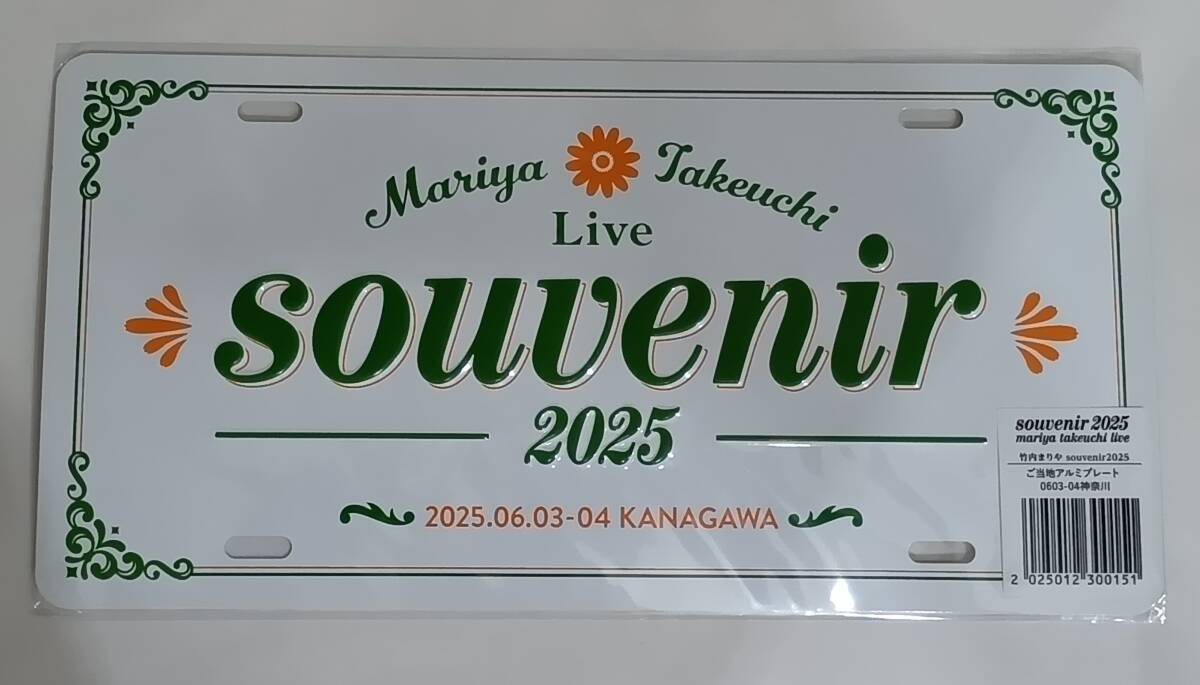 Mariya Takeuchi
Live
souvenir
2025
2025.06.03-04 KANAGAWA
souvenir 2025
mariya takeuchi live
竹内まりや souvenir2025
ご当地アルミプレート
0603-04神奈川
2 025012 300151